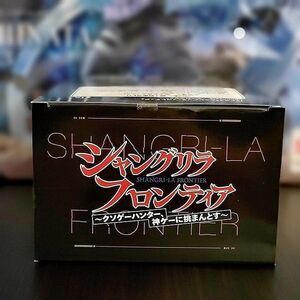 SHANGRI-LA
シャングリラ
SHANGRI-LA FRONTIER
フロンティア
～クソゲーハンター、神ゲーに挑まんとす～
FRONTIER